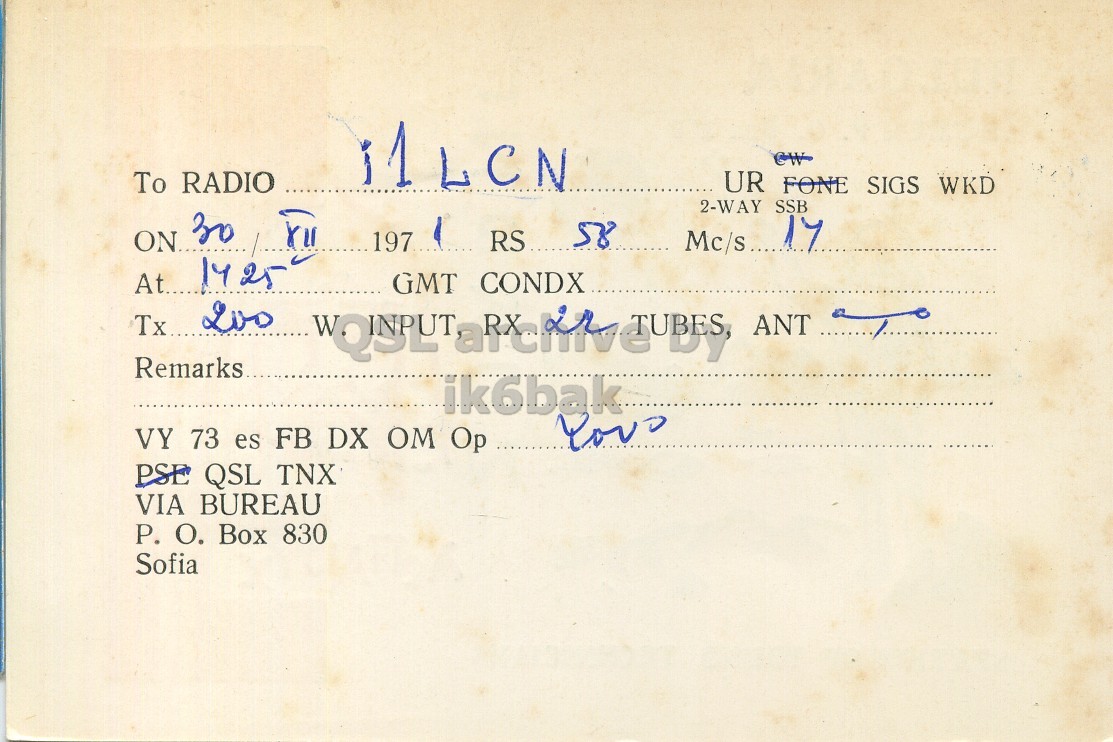 To RADIO i1LCN UR CW FONE SIGS WKD
2-WAY SSB
ON 30 / XII 1971 RS 58 Mc/s 14
At 1425 GMT CONDX
Tx 200 W. INPUT, RX 22 TUBES, ANT
QSL archive by
Remarks
ik6bak
VY 73 es FB DX OM Op
PSE QSL TNX
VIA BUREAU
P. O. Box 830
Sofia